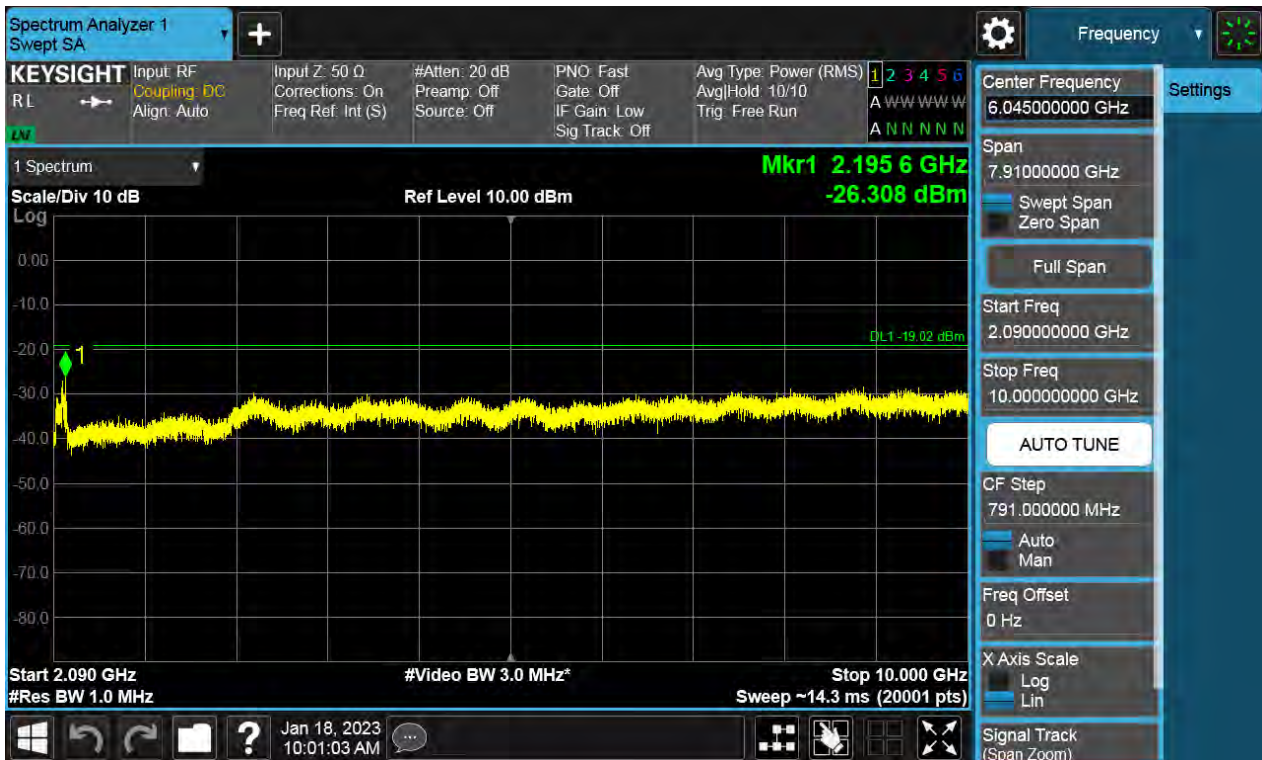 Spectrum Analyzer 1
Swept SA
+
Frequency
KEYSIGHT
RL
LXI
Input: RF
Coupling: DC
Align: Auto
Input Z: 50 Ω
Corrections: On
Freq Ref: Int (S)
#Atten: 20 dB
Preamp: Off
Source: Off
PNO: Fast
Gate: Off
IF Gain: Low
Sig Track: Off
Avg Type: Power (RMS)
Avg|Hold: 10/10
Trig: Free Run
1 2 3 4 5 6
A WW WW W
A N N N N N
1 Spectrum
Mkr1 2.195 6 GHz
Scale/Div 10 dB
Ref Level 10.00 dBm
-26.308 dBm
Log
0.00
-10.0
DL1 -19.02 dBm
-20.0
1
-30.0
-40.0
-50.0
-60.0
-70.0
-80.0
Start 2.090 GHz
#Video BW 3.0 MHz*
Stop 10.000 GHz
#Res BW 1.0 MHz
Sweep ~14.3 ms (20001 pts)
?
Jan 18, 2023
10:01:03 AM
Center Frequency
6.045000000 GHz
Settings
Span
7.91000000 GHz
Swept Span
Zero Span
Full Span
Start Freq
2.090000000 GHz
Stop Freq
10.000000000 GHz
AUTO TUNE
CF Step
791.000000 MHz
Auto
Man
Freq Offset
0 Hz
X Axis Scale
Log
Lin
Signal Track
(Span Zoom)